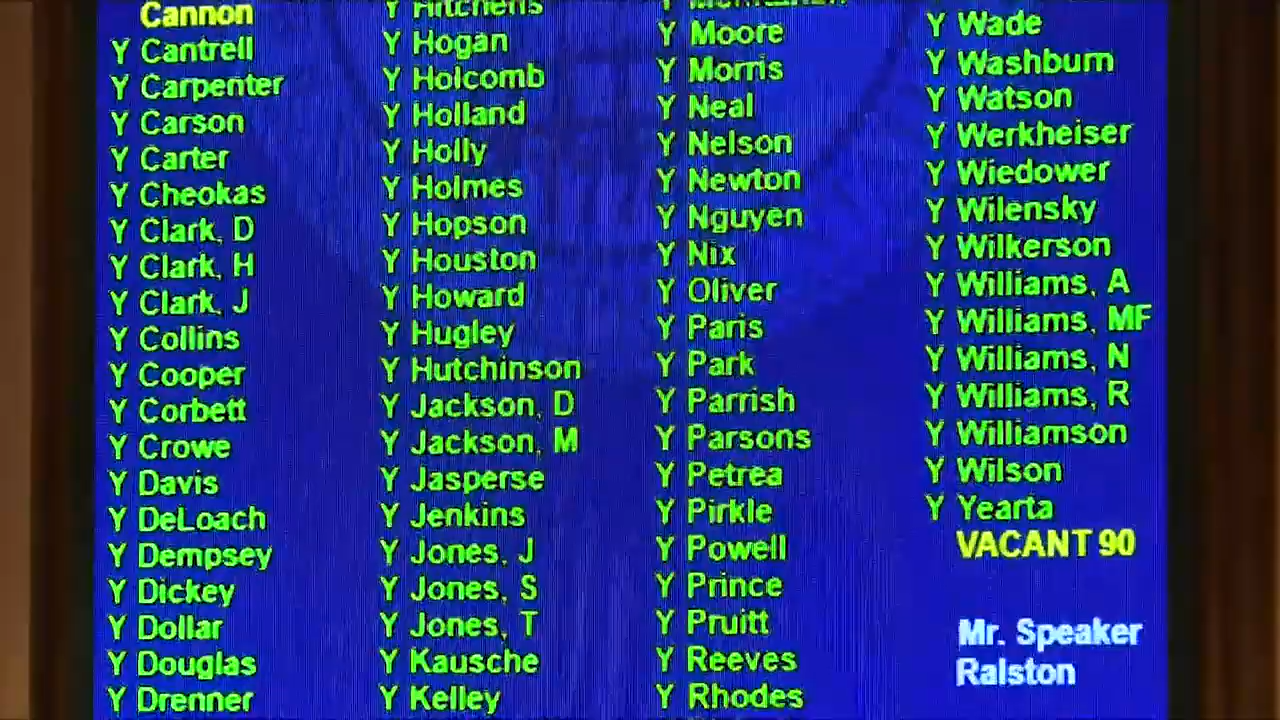 Cannon
Y Cantrell
Y Carpenter
Y Carson
Y Carter
Y Cheokas
Y Clark, D
Y Clark, H
Y Clark, J
Y Collins
Y Cooper
Y Corbett
Y Crowe
Y Davis
Y DeLoach
Y Dempsey
Y Dickey
Y Dollar
Y Douglas
Y Drenner
Y Hitchens
Y Hogan
Y Holcomb
Y Holland
Y Holly
Y Holmes
Y Hopson
Y Houston
Y Howard
Y Hugley
Y Hutchinson
Y Jackson, D
Y Jackson, M
Y Jasperse
Y Jenkins
Y Jones, J
Y Jones, S
Y Jones, T
Y Kausche
Y Kelley
Y Moore
Y Morris
Y Neal
Y Nelson
Y Newton
Y Nguyen
Y Nix
Y Oliver
Y Paris
Y Park
Y Parrish
Y Parsons
Y Petrea
Y Pirkle
Y Powell
Y Prince
Y Pruitt
Y Reeves
Y Rhodes
Y Wade
Y Washburn
Y Watson
Y Werkheiser
Y Wiedower
Y Wilensky
Y Wilkerson
Y Williams, A
Y Williams, MF
Y Williams, N
Y Williams, R
Y Williamson
Y Wilson
Y Yearta
VACANT 90
Mr. Speaker
Ralston